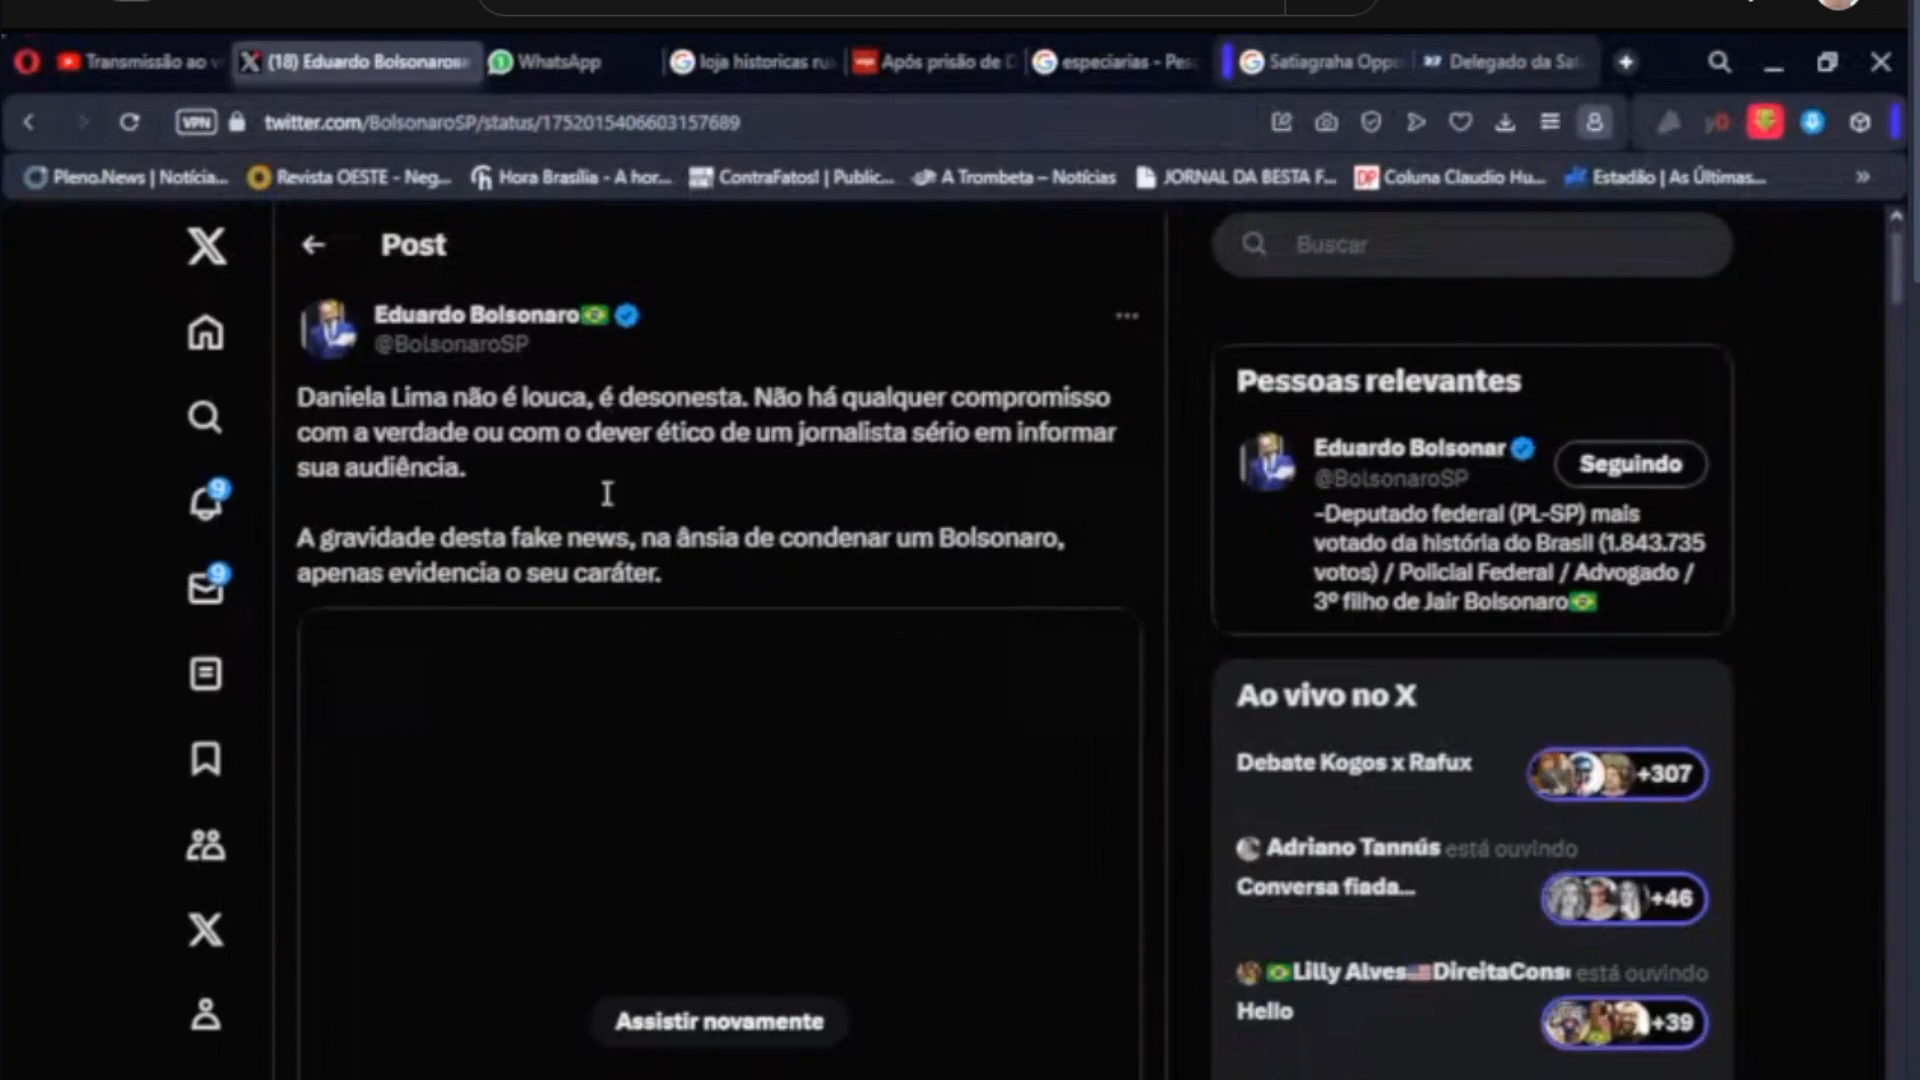 Transmissão ao v
(18) Eduardo Bolsonaro
WhatsApp
loja historicas ru
Após prisão de
especiarias - Pes
Satiagraha Oppo
Delegado da Sat
VPN
twitter.com/BolsonaroSP/status/1752015406603157689
Pleno.News | Notícia...
Revista OESTE - Neg...
Hora Brasília - A hor...
ContraFatos! | Public...
A Trombeta – Notícias
JORNAL DA BESTA F...
Coluna Claudio Hu...
Estadão | As Últimas...
»
Post
Buscar
Eduardo Bolsonaro
@BolsonaroSP
Daniela Lima não é louca, é desonesta. Não há qualquer compromisso
com a verdade ou com o dever ético de um jornalista sério em informar
sua audiência.
A gravidade desta fake news, na ânsia de condenar um Bolsonaro,
apenas evidencia o seu caráter.
Assistir novamente
9
9
Pessoas relevantes
Eduardo Bolsonar
@BolsonaroSP
Seguindo
-Deputado federal (PL-SP) mais
votado da história do Brasil (1.843.735
votos) / Policial Federal / Advogado /
3º filho de Jair Bolsonaro
Ao vivo no X
Debate Kogos x Rafux
+307
Adriano Tannús está ouvindo
Conversa fiada...
+46
Lilly Alves DireitaCons está ouvindo
Hello
+39